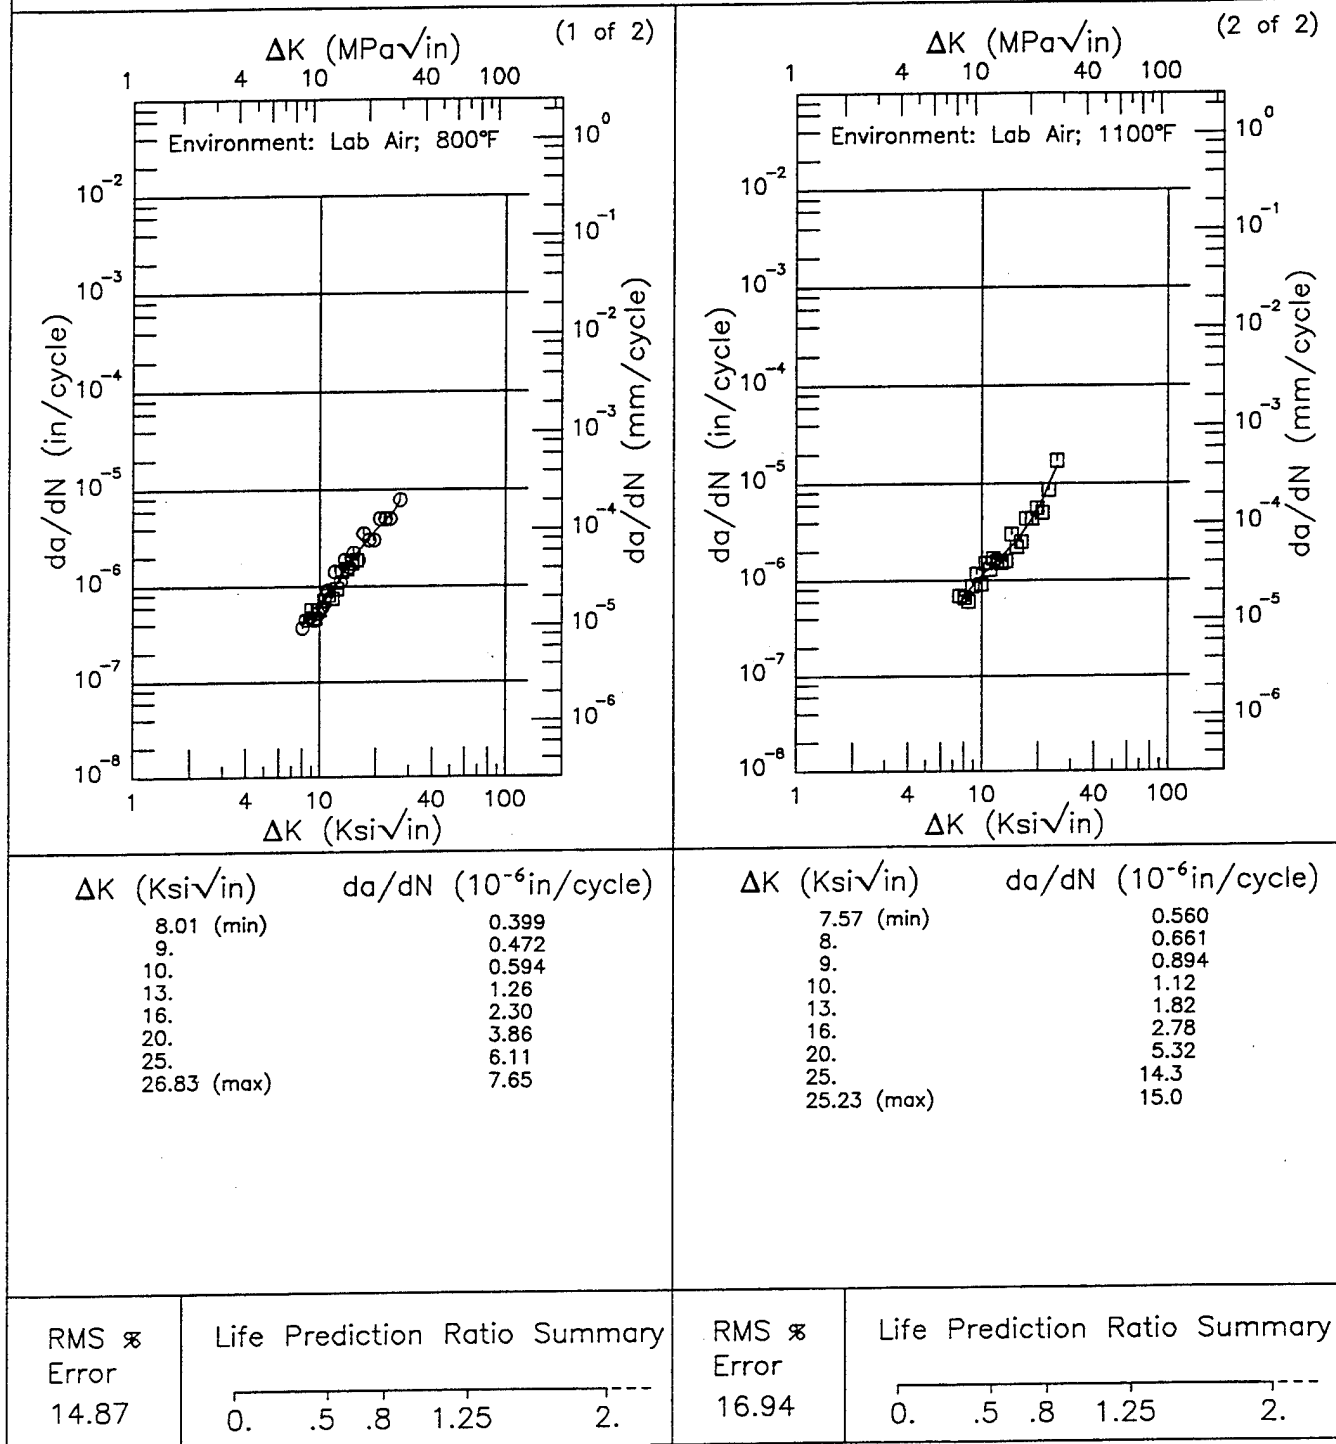 (1 of 2)
ΔK (MPa√in)
1 4 10 40 100
Environment: Lab Air; 800°F
da/dN (in/cycle)
10⁻²
10⁻³
10⁻⁴
10⁻⁵
10⁻⁶
10⁻⁷
10⁻⁸
10⁰
10⁻¹
10⁻²
10⁻³
10⁻⁴
10⁻⁵
10⁻⁶
da/dN (mm/cycle)
1 4 10 40 100
ΔK (Ksi√in)
ΔK (Ksi√in) da/dN (10⁻⁶in/cycle)
8.01 (min) 0.399
9. 0.472
10. 0.594
13. 1.26
16. 2.30
20. 3.86
25. 6.11
26.83 (max) 7.65
RMS % Error
14.87
Life Prediction Ratio Summary
0. .5 .8 1.25 2.
(2 of 2)
ΔK (MPa√in)
1 4 10 40 100
Environment: Lab Air; 1100°F
da/dN (in/cycle)
10⁻²
10⁻³
10⁻⁴
10⁻⁵
10⁻⁶
10⁻⁷
10⁻⁸
10⁰
10⁻¹
10⁻²
10⁻³
10⁻⁴
10⁻⁵
10⁻⁶
da/dN (mm/cycle)
1 4 10 40 100
ΔK (Ksi√in)
ΔK (Ksi√in) da/dN (10⁻⁶in/cycle)
7.57 (min) 0.560
8. 0.661
9. 0.894
10. 1.12
13. 1.82
16. 2.78
20. 5.32
25. 14.3
25.23 (max) 15.0
RMS % Error
16.94
Life Prediction Ratio Summary
0. .5 .8 1.25 2.